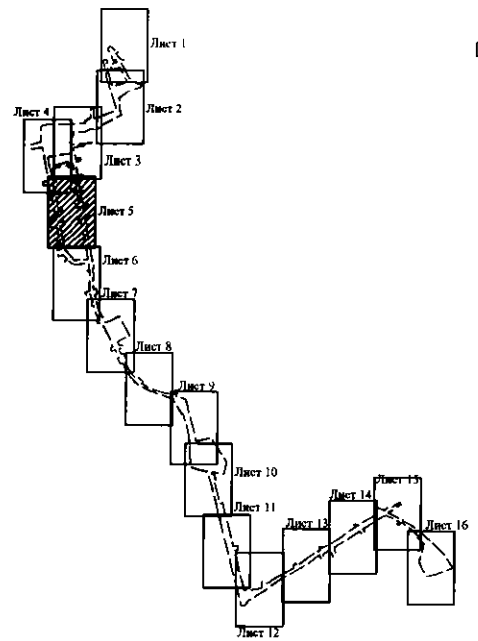 Лист 1
Лист 2
Лист 4
Лист 3
Лист 5
Лист 6
Лист 7
Лист 8
Лист 9
Лист 10
Лист 11
Лист 12
Лист 13
Лист 14
Лист 15
Лист 16